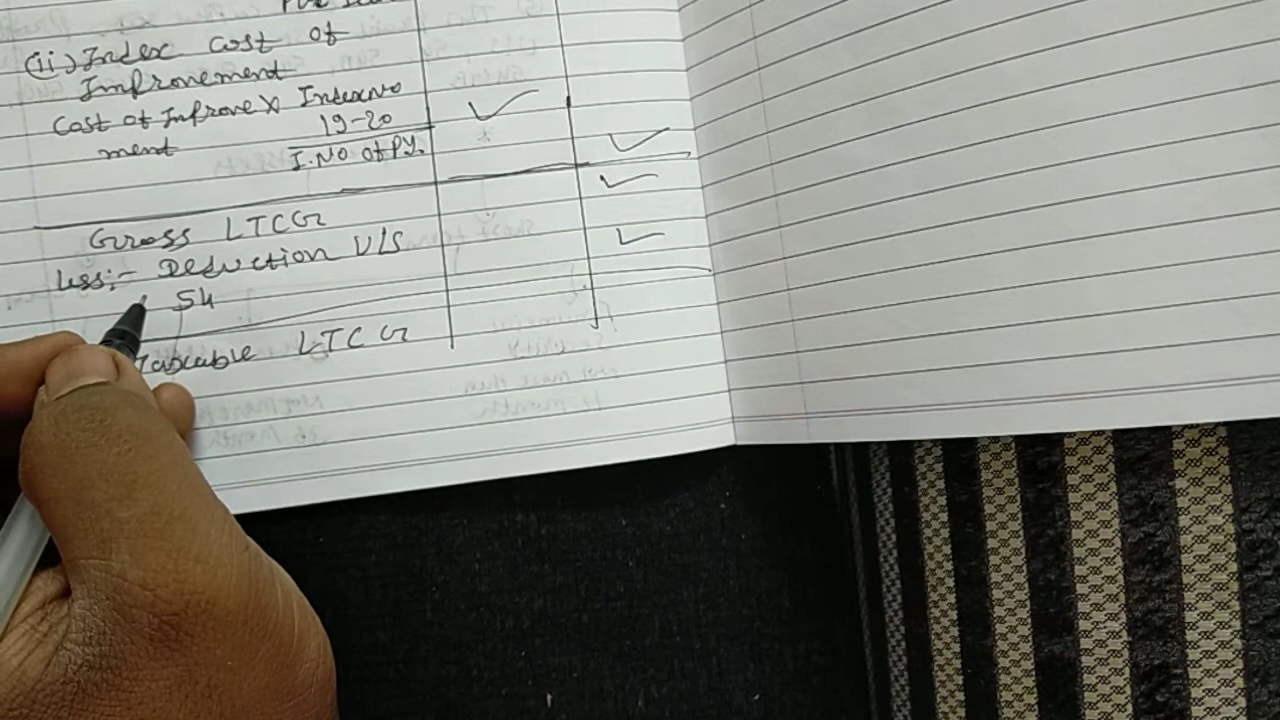 (ii) Index cost of
Improvement
Cost of Improve X Index No
ment 19-20
I.NO of P.Y.
Gross LTCG
Less:- Deduction U/S
54
Taxable LTCG